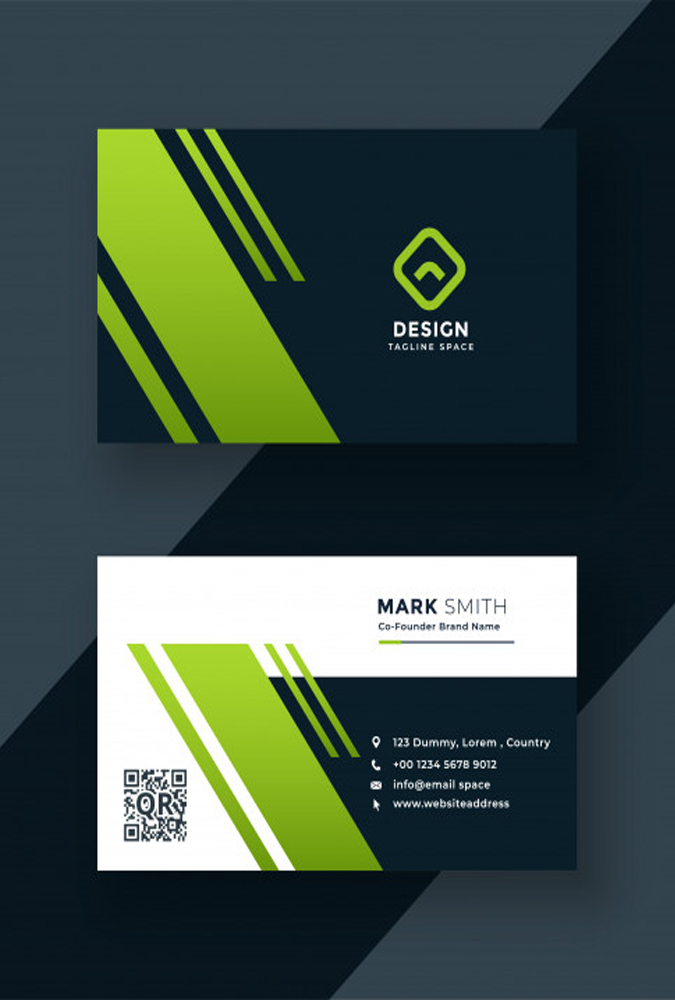 DESIGN
TAGLINE SPACE
MARK SMITH
Co-Founder Brand Name
123 Dummy, Lorem , Country
+00 1234 5678 9012
info@email space
www.websiteaddress
QR